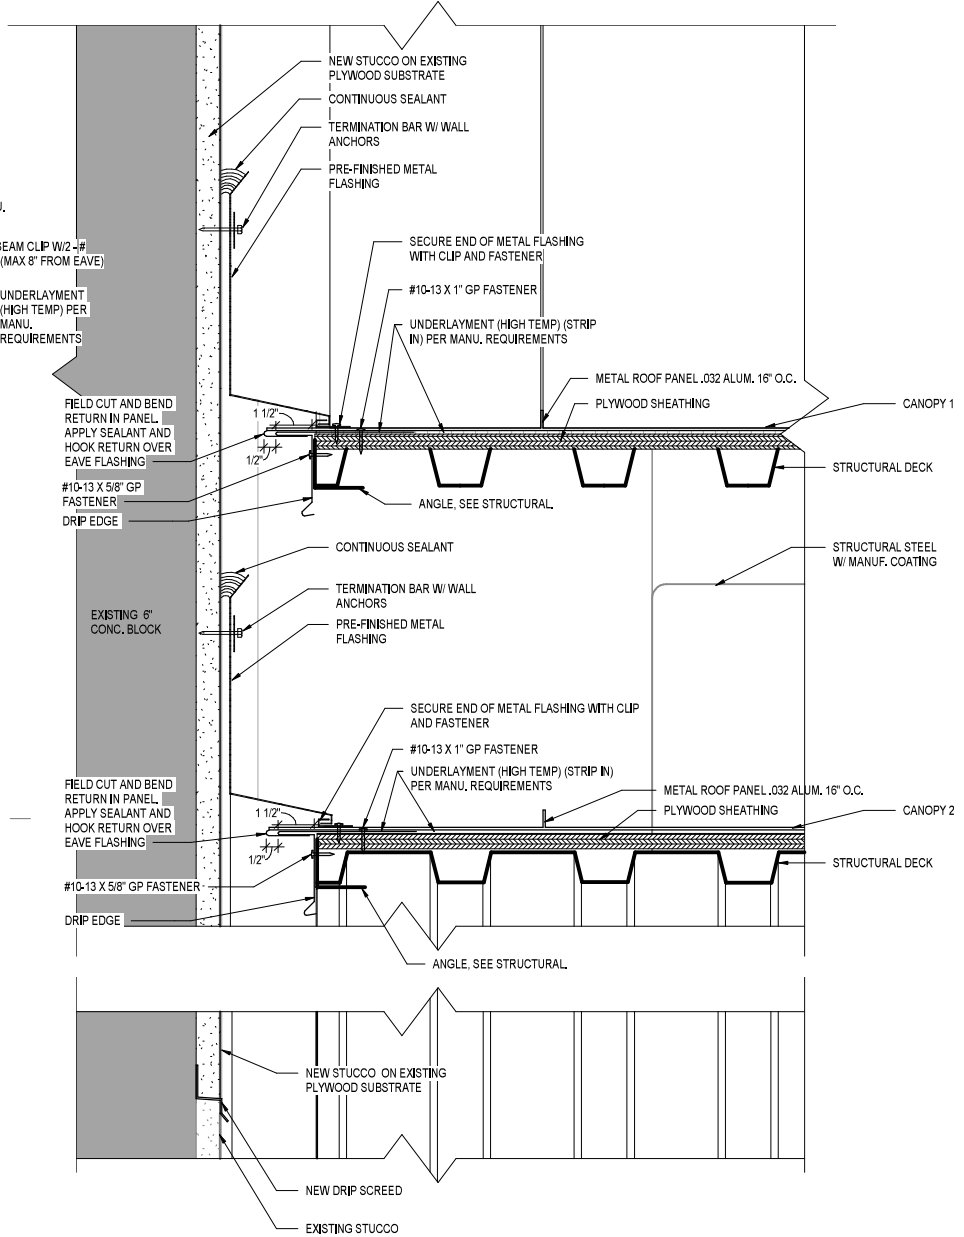 NEW STUCCO ON EXISTING
PLYWOOD SUBSTRATE
CONTINUOUS SEALANT
TERMINATION BAR W/ WALL
ANCHORS
PRE-FINISHED METAL
FLASHING
SECURE END OF METAL FLASHING
WITH CLIP AND FASTENER
#10-13 X 1" GP FASTENER
UNDERLAYMENT (HIGH TEMP) (STRIP
IN) PER MANU. REQUIREMENTS
METAL ROOF PANEL .032 ALUM. 16" O.C.
PLYWOOD SHEATHING
CANOPY 1
STRUCTURAL DECK
CLIP W/2 - #
(MAX 8" FROM EAVE)
UNDERLAYMENT
(HIGH TEMP) PER
MANU.
REQUIREMENTS
FIELD CUT AND BEND
RETURN IN PANEL.
APPLY SEALANT AND
HOOK RETURN OVER
EAVE FLASHING
1 1/2"
1/2"
#10-13 X 5/8" GP
FASTENER
DRIP EDGE
ANGLE, SEE STRUCTURAL.
CONTINUOUS SEALANT
STRUCTURAL STEEL
W/ MANUF. COATING
TERMINATION BAR W/ WALL
ANCHORS
EXISTING 6"
CONC. BLOCK
PRE-FINISHED METAL
FLASHING
SECURE END OF METAL FLASHING WITH CLIP
AND FASTENER
#10-13 X 1" GP FASTENER
UNDERLAYMENT (HIGH TEMP) (STRIP IN)
PER MANU. REQUIREMENTS
METAL ROOF PANEL .032 ALUM. 16" O.C.
PLYWOOD SHEATHING
CANOPY 2
STRUCTURAL DECK
FIELD CUT AND BEND
RETURN IN PANEL.
APPLY SEALANT AND
HOOK RETURN OVER
EAVE FLASHING
1 1/2"
1/2"
#10-13 X 5/8" GP FASTENER
DRIP EDGE
ANGLE, SEE STRUCTURAL.
NEW STUCCO ON EXISTING
PLYWOOD SUBSTRATE
NEW DRIP SCREED
EXISTING STUCCO